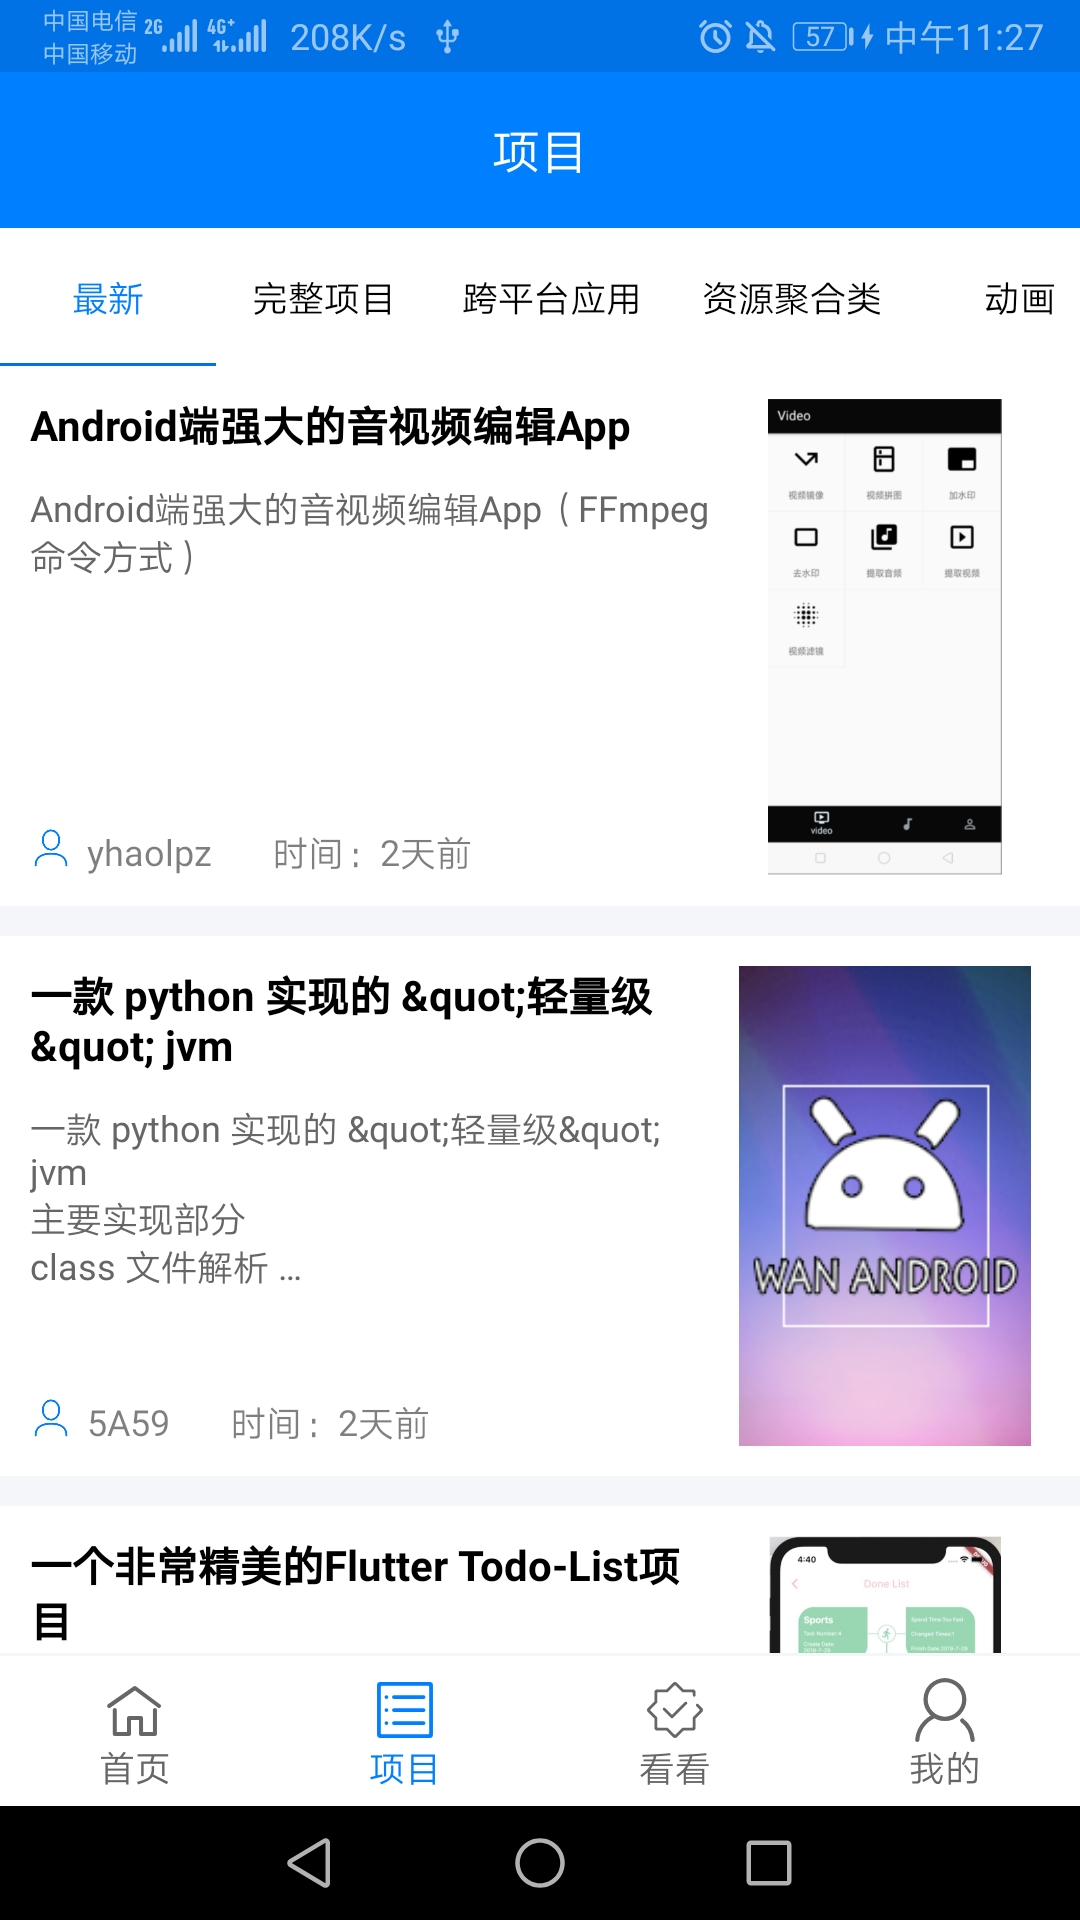 中国电信 2G 4G+ 208K/s 57 中午11:27
中国移动
项目
最新 完整项目 跨平台应用 资源聚合类 动画
Android端强大的音视频编辑App
Android端强大的音视频编辑App（FFmpeg
命令方式）
yhaolpz 时间：2天前
Video
视频镜像 视频拼图 加水印
去水印 提取音频 提取视频
视频滤镜
video
一款 python 实现的 &quot;轻量级
&quot; jvm
一款 python 实现的 &quot;轻量级&quot;
jvm
主要实现部分
class 文件解析 ...
5A59 时间：2天前
WAN ANDROID
一个非常精美的Flutter Todo-List项
目
4:40
Done List
Sports
首页 项目 看看 我的